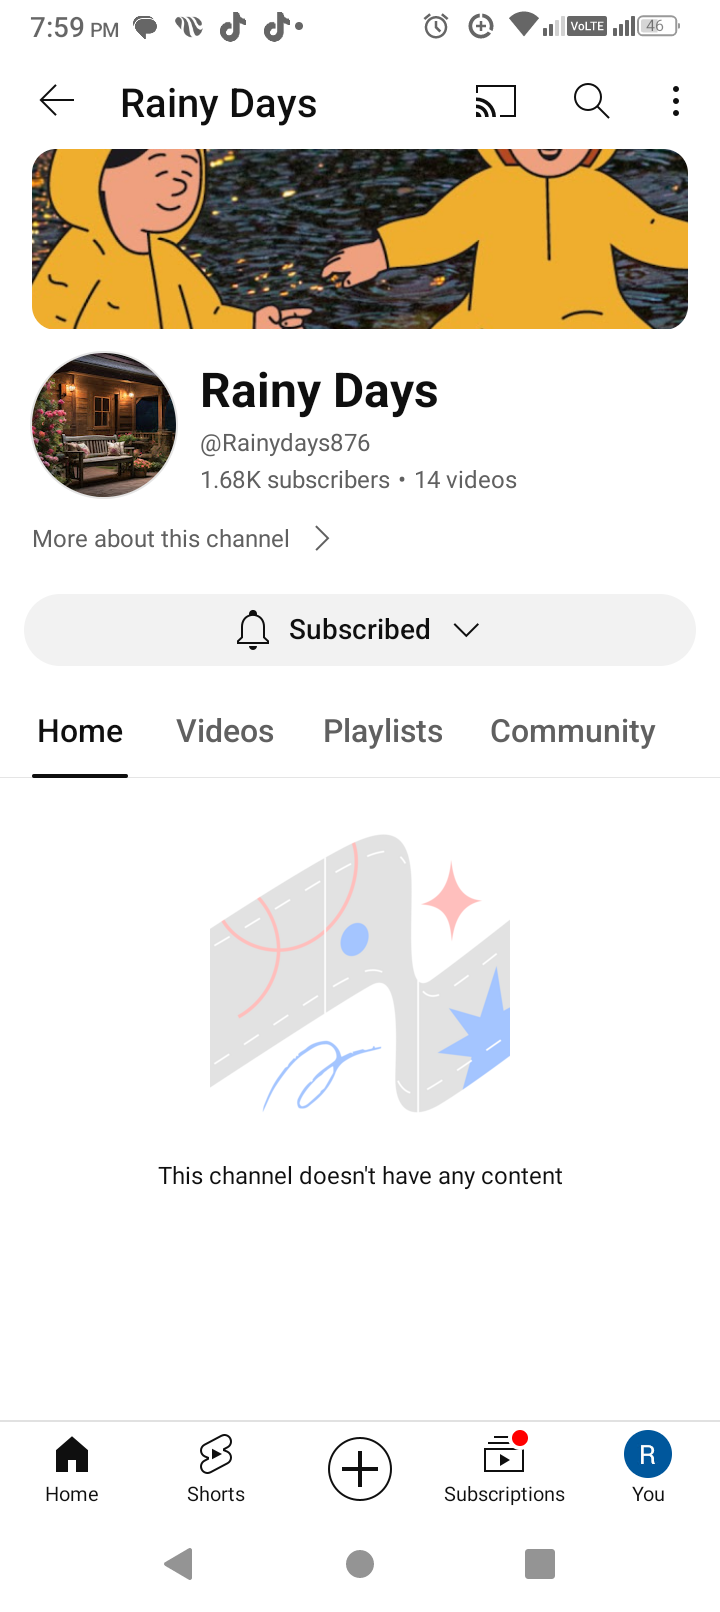 7:59 PM
VoLTE
46
Rainy Days
Rainy Days
@Rainydays876
1.68K subscribers • 14 videos
More about this channel
Subscribed
Home Videos Playlists Community
This channel doesn't have any content
R
Home Shorts Subscriptions You